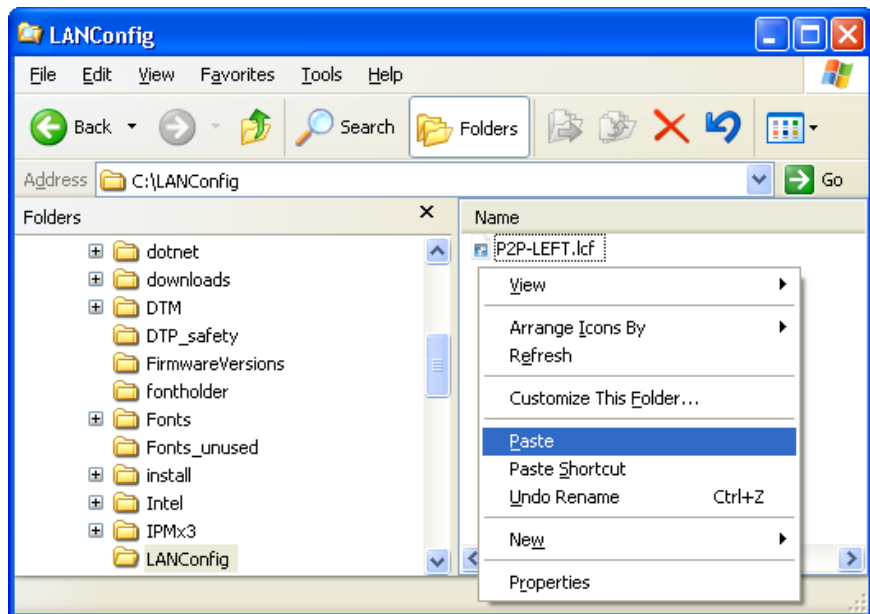 LANConfig
File Edit View Favorites Tools Help
Back Search Folders
Address C:\LANConfig Go
Folders × Name
dotnet P2P-LEFT.lcf
downloads View
DTM
DTP_safety Arrange Icons By
FirmwareVersions Refresh
fontholder Customize This Folder...
Fonts
Fonts_unused Paste
install Paste Shortcut
Intel Undo Rename Ctrl+Z
IPMx3 New
LANConfig
Properties